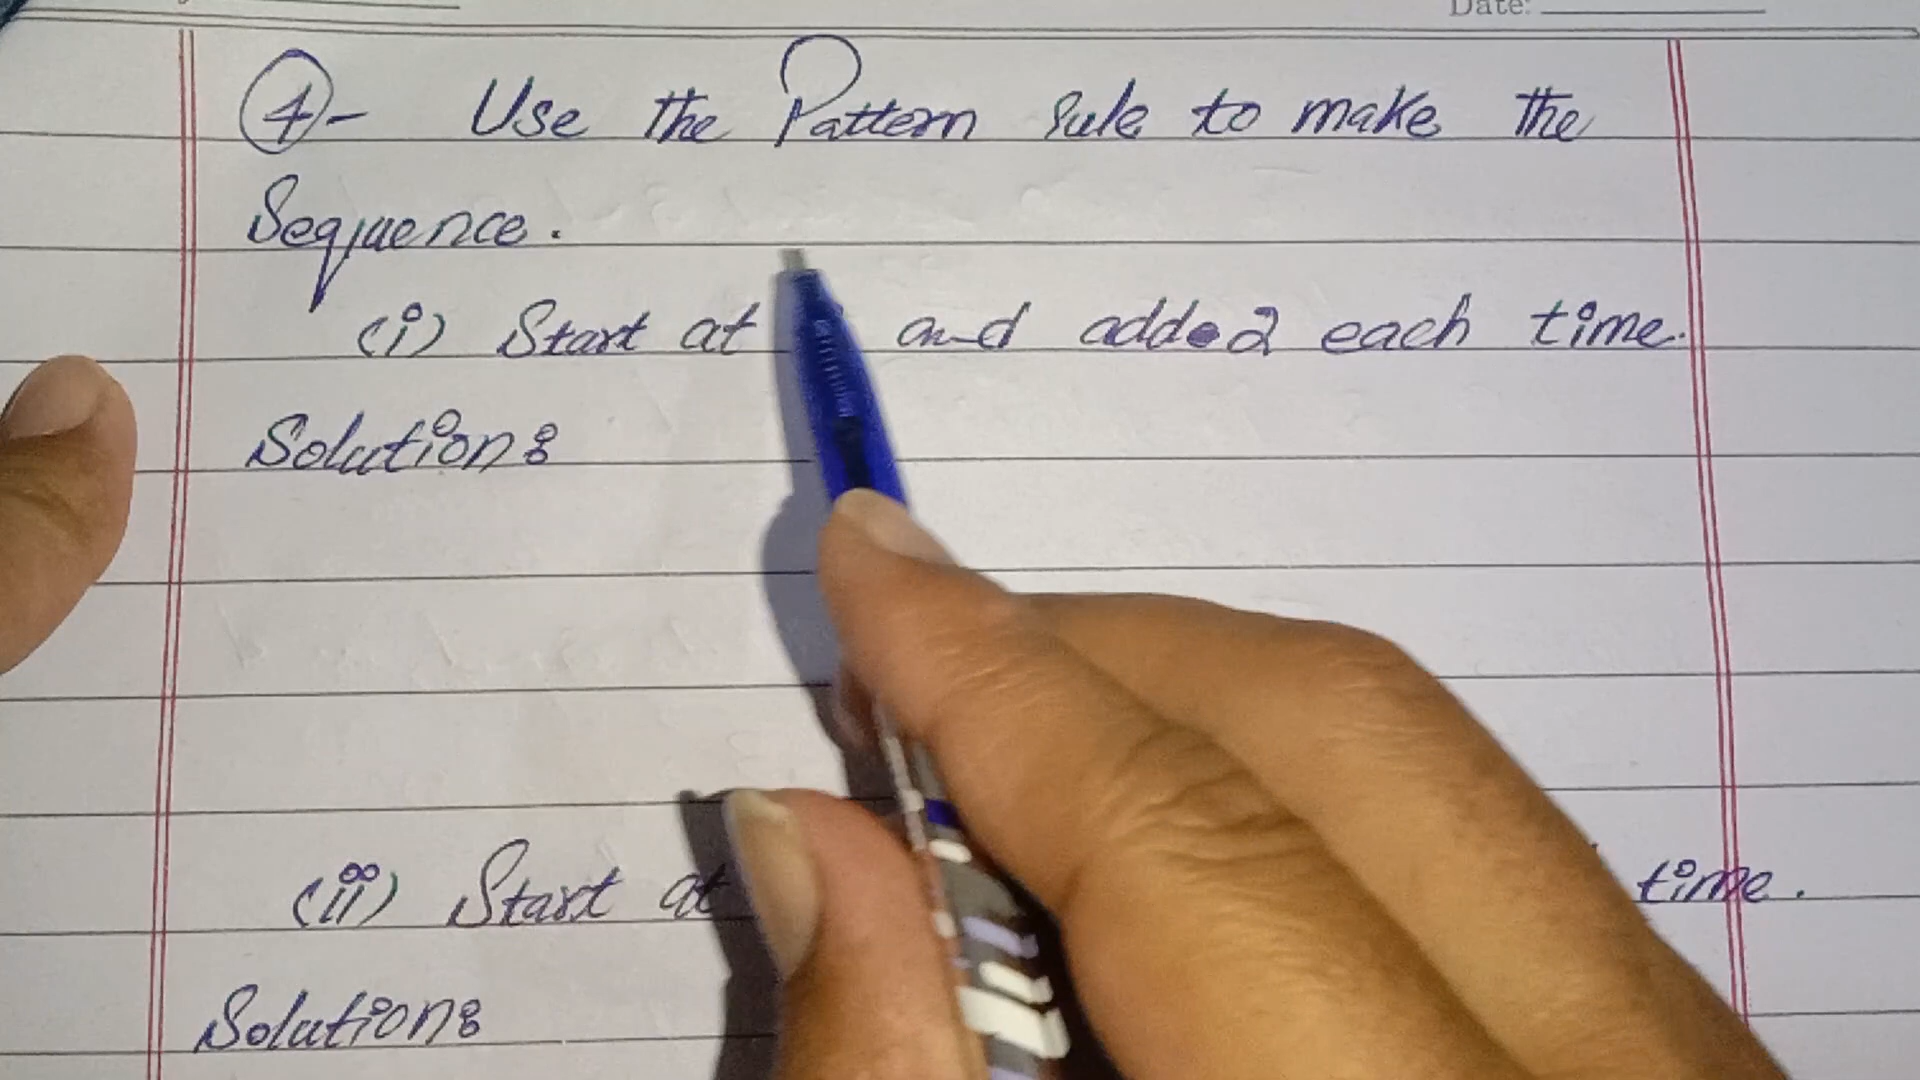 Date:
4- Use the Pattern rule to make the
Sequence.
(i) Start at and add 2 each time.
Solution:
(ii) Start at time.
Solution: